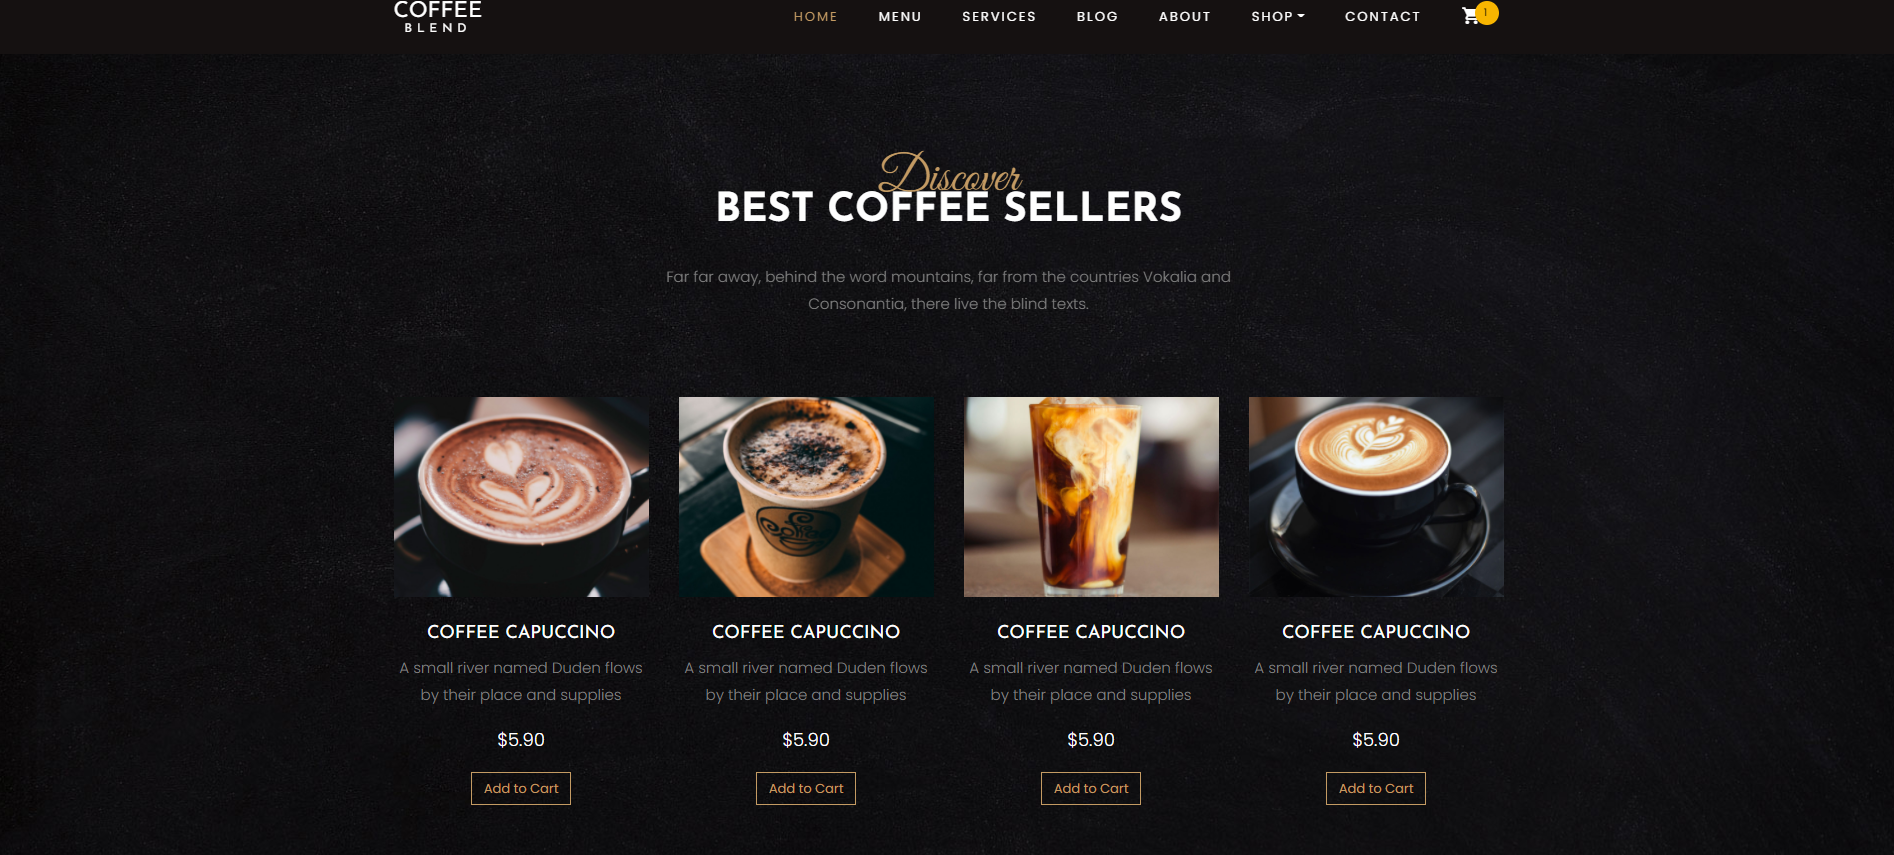 COFFEE
BLEND
HOME MENU SERVICES BLOG ABOUT SHOP CONTACT 1
Discover
BEST COFFEE SELLERS
Far far away, behind the word mountains, far from the countries Vokalia and
Consonantia, there live the blind texts.
COFFEE CAPUCCINO
A small river named Duden flows
by their place and supplies
$5.90
Add to Cart
COFFEE CAPUCCINO
A small river named Duden flows
by their place and supplies
$5.90
Add to Cart
COFFEE CAPUCCINO
A small river named Duden flows
by their place and supplies
$5.90
Add to Cart
COFFEE CAPUCCINO
A small river named Duden flows
by their place and supplies
$5.90
Add to Cart